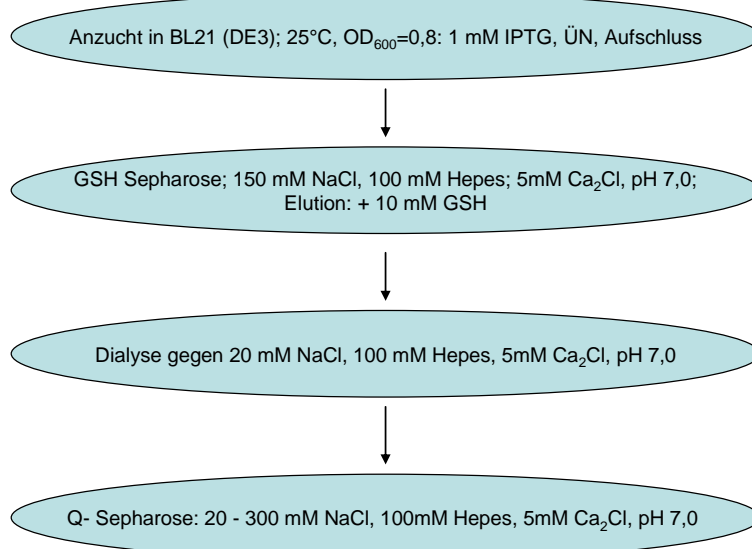 Anzucht in BL21 (DE3); 25°C, OD₆₀₀=0,8: 1 mM IPTG, ÜN, Aufschluss
GSH Sepharose; 150 mM NaCl, 100 mM Hepes; 5mM Ca₂Cl, pH 7,0;
Elution: + 10 mM GSH
Dialyse gegen 20 mM NaCl, 100 mM Hepes, 5mM Ca₂Cl, pH 7,0
Q- Sepharose: 20 - 300 mM NaCl, 100mM Hepes, 5mM Ca₂Cl, pH 7,0